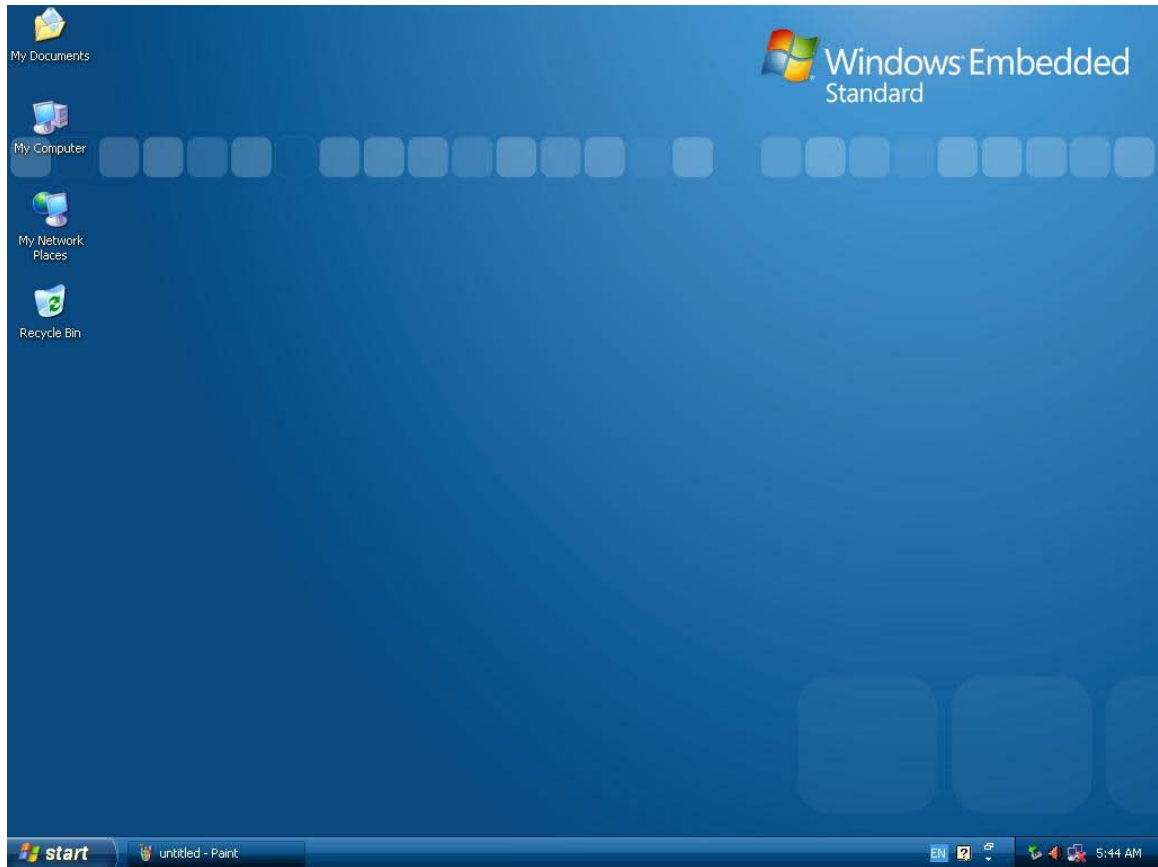 My Documents
Windows Embedded
Standard
My Computer
My Network
Places
Recycle Bin
start
untitled - Paint
EN
?
5:44 AM